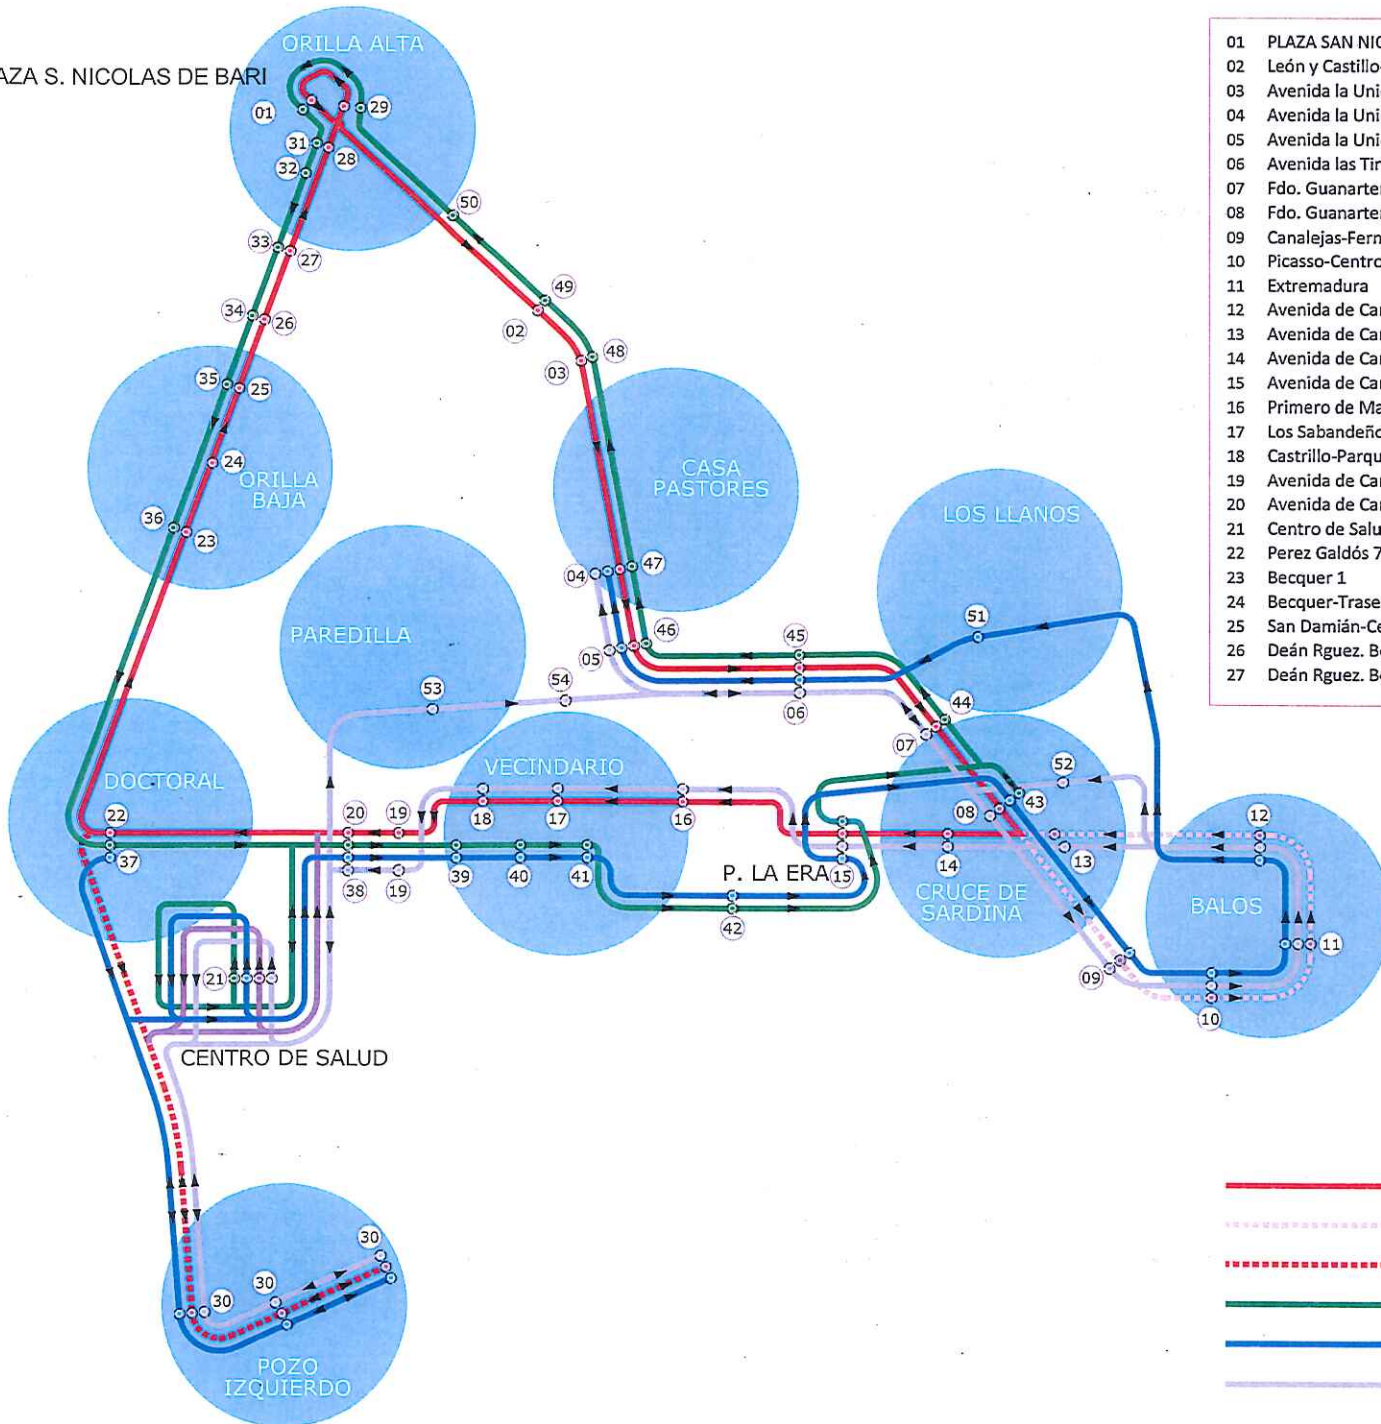 ORILLA ALTA
AZA S. NICOLAS DE BARI
01
29
31
28
32
50
33
27
49
34
26
02
48
03
35
25
CASA
PASTORES
24
ORILLA
BAJA
LOS LLANOS
36
23
04
47
51
PAREDILLA
46
45
05
53
54
06
44
07
DOCTORAL
VECINDARIO
52
43
22
20
19
18
17
16
08
12
37
38
19
39
40
41
P. LA ERA
15
14
13
42
CRUCE DE
SARDINA
BALOS
21
09
11
10
CENTRO DE SALUD
30
30
30
POZO
IZQUIERDO
01 PLAZA SAN NIC
02 León y Castillo-
03 Avenida la Uni
04 Avenida la Uni
05 Avenida la Uni
06 Avenida las Tir
07 Fdo. Guanarte
08 Fdo. Guanarte
09 Canalejas-Fern
10 Picasso-Centro
11 Extremadura
12 Avenida de Ca
13 Avenida de Ca
14 Avenida de Ca
15 Avenida de Ca
16 Primero de Ma
17 Los Sabandeño
18 Castrillo-Parqu
19 Avenida de Ca
20 Avenida de Ca
21 Centro de Salu
22 Perez Galdós 7
23 Becquer 1
24 Becquer-Trase
25 San Damián-Ce
26 Deán Rguez. B
27 Deán Rguez. B